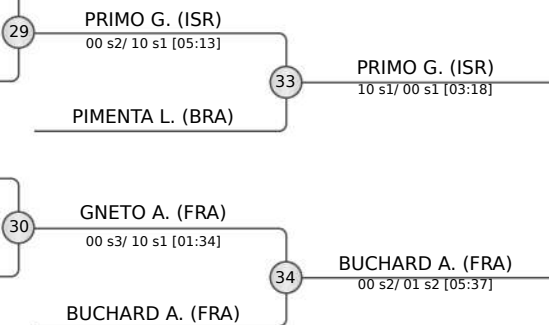 29
PRIMO G. (ISR)
00 s2/ 10 s1 [05:13]
33
PRIMO G. (ISR)
10 s1/ 00 s1 [03:18]
PIMENTA L. (BRA)
30
GNETO A. (FRA)
00 s3/ 10 s1 [01:34]
34
BUCHARD A. (FRA)
00 s2/ 01 s2 [05:37]
BUCHARD A. (FRA)